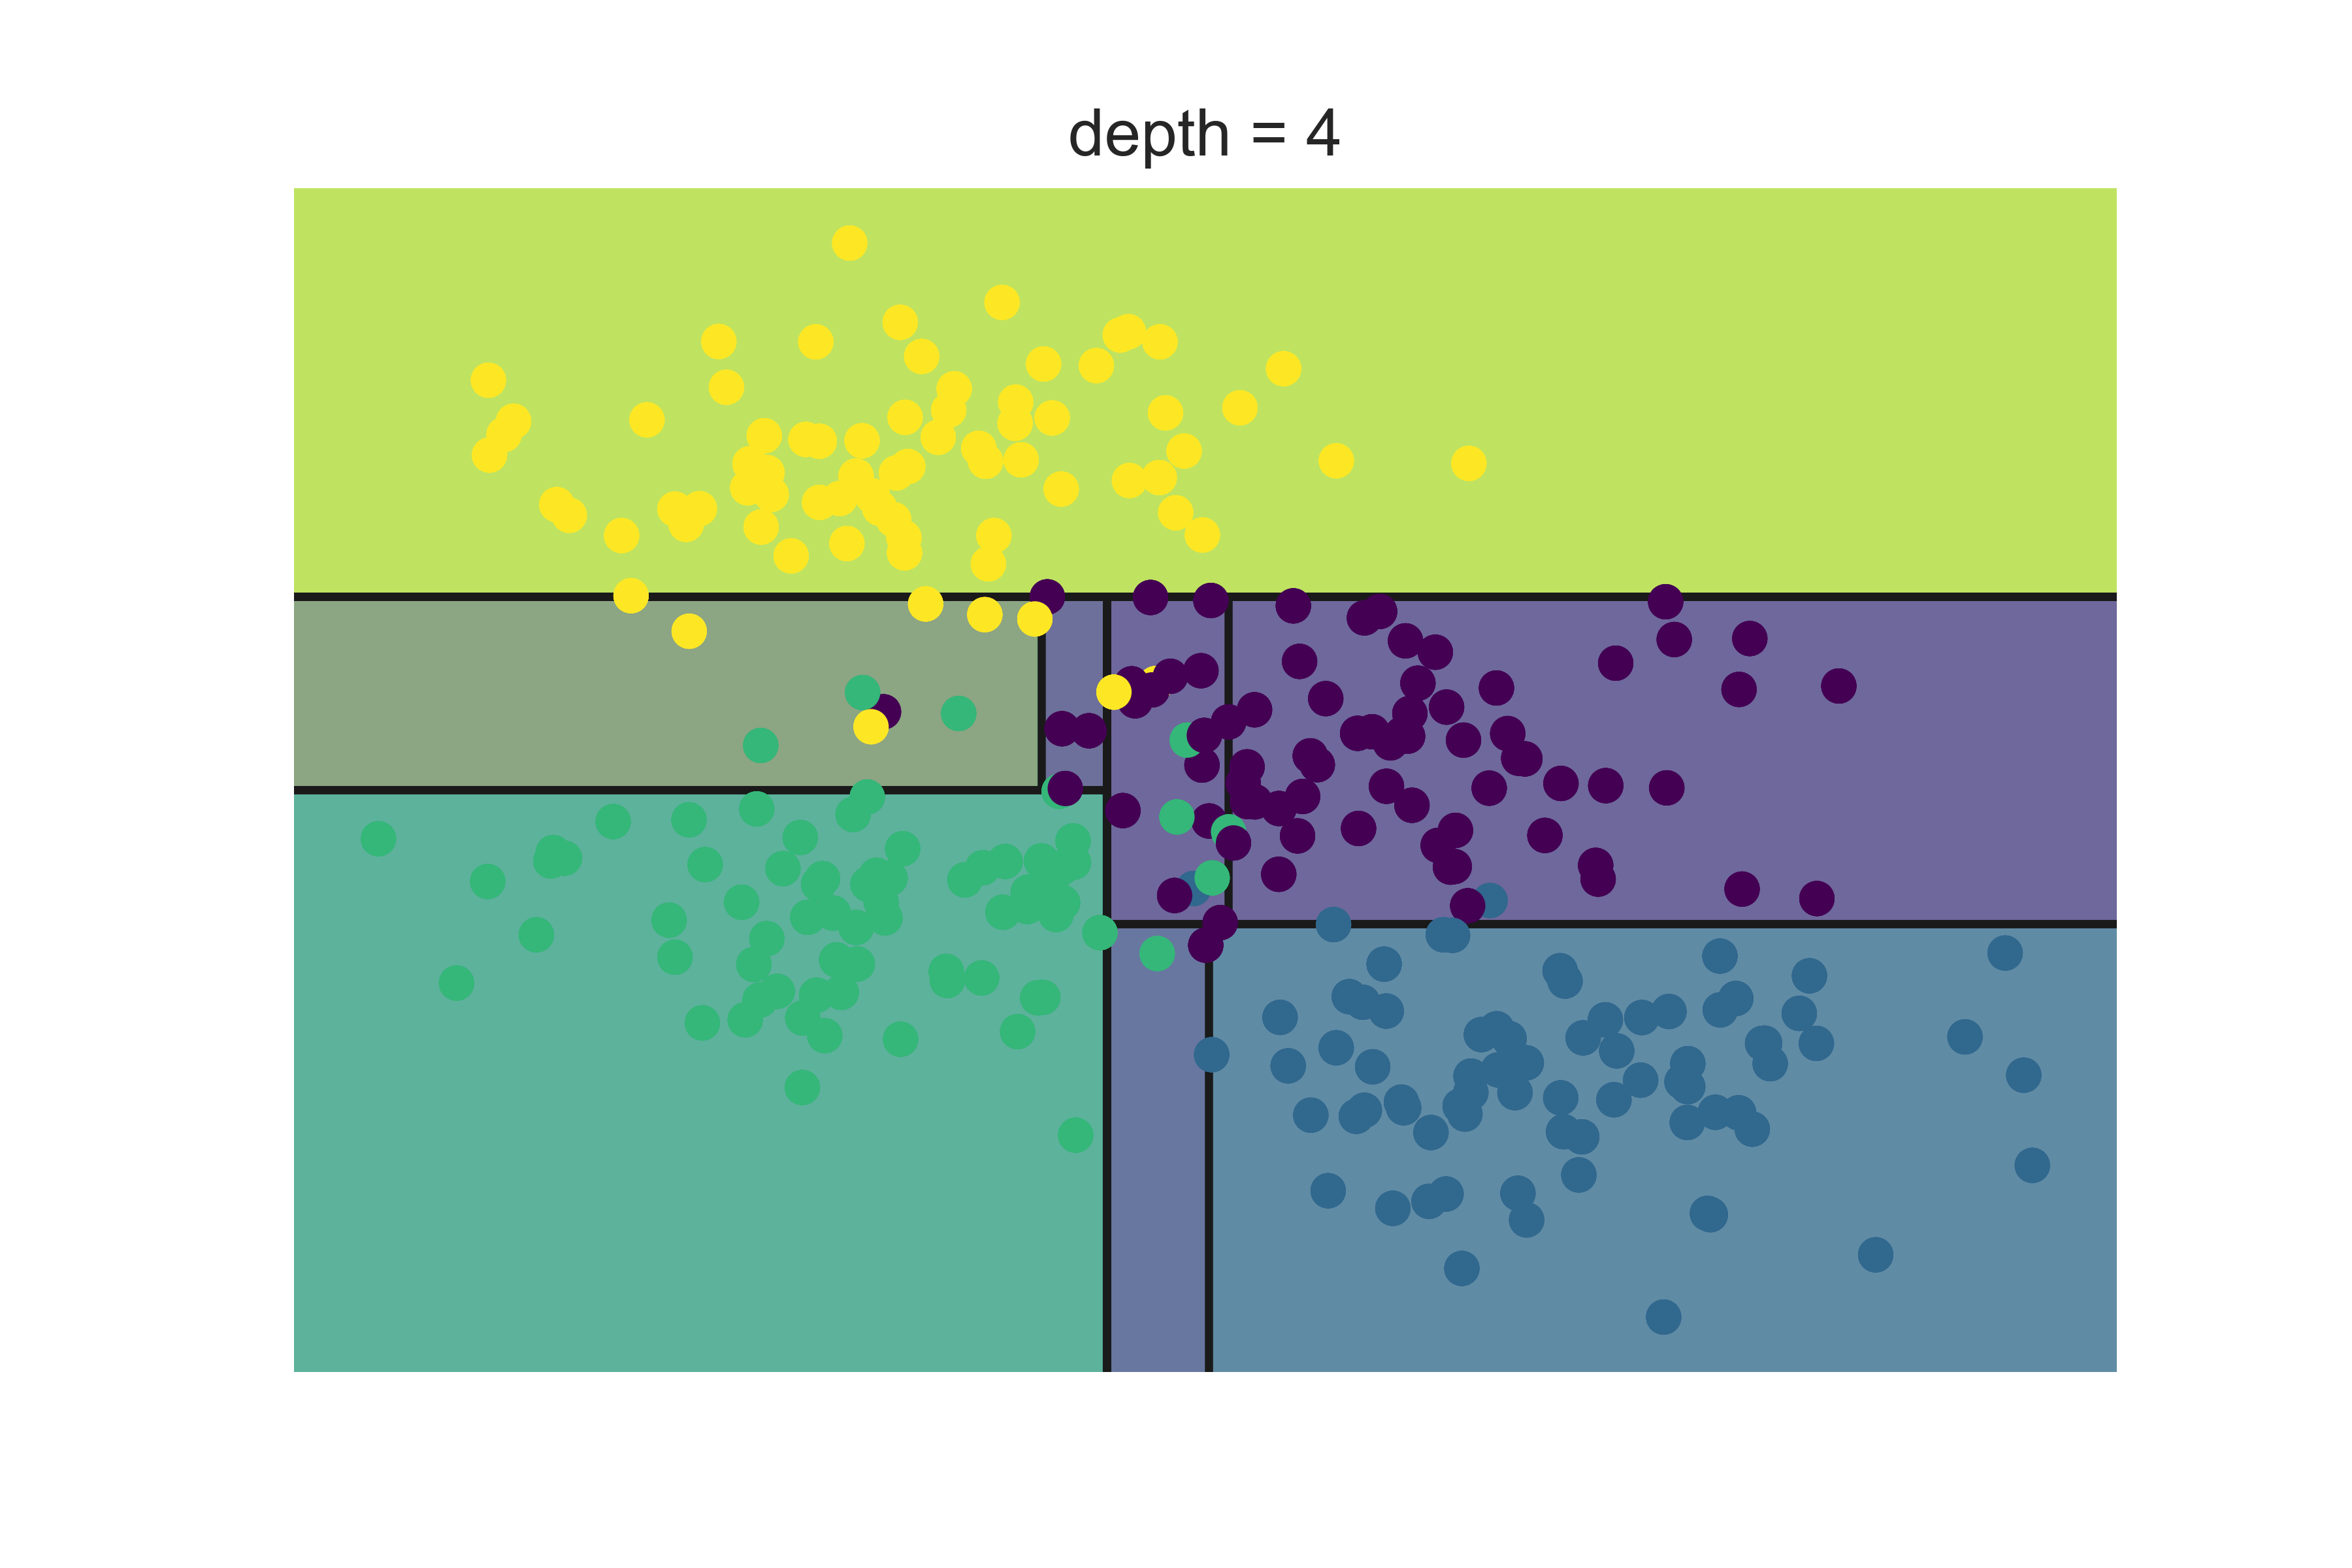 depth = 4